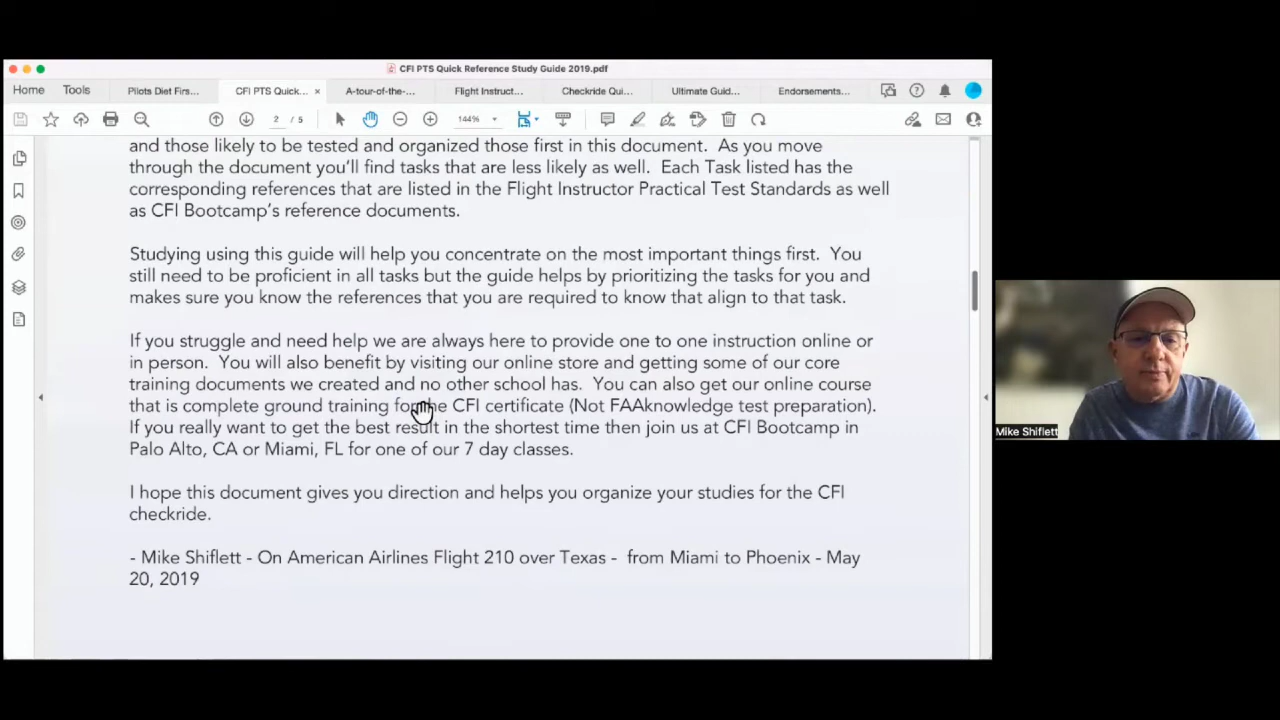 CFI PTS Quick Reference Study Guide 2019.pdf
Home Tools Pilots Diet Firs... CFI PTS Quick... × A-tour-of-the-... Flight Instruct... Checkride Qui... Ultimate Guid... Endorsements...
2 / 5 144%
and those likely to be tested and organized those first in this document. As you move
through the document you'll find tasks that are less likely as well. Each Task listed has the
corresponding references that are listed in the Flight Instructor Practical Test Standards as well
as CFI Bootcamp's reference documents.
Studying using this guide will help you concentrate on the most important things first. You
still need to be proficient in all tasks but the guide helps by prioritizing the tasks for you and
makes sure you know the references that you are required to know that align to that task.
If you struggle and need help we are always here to provide one to one instruction online or
in person. You will also benefit by visiting our online store and getting some of our core
training documents we created and no other school has. You can also get our online course
that is complete ground training for the CFI certificate (Not FAAknowledge test preparation).
If you really want to get the best result in the shortest time then join us at CFI Bootcamp in
Palo Alto, CA or Miami, FL for one of our 7 day classes.
I hope this document gives you direction and helps you organize your studies for the CFI
checkride.
- Mike Shiflett - On American Airlines Flight 210 over Texas - from Miami to Phoenix - May
20, 2019
Mike Shiflett